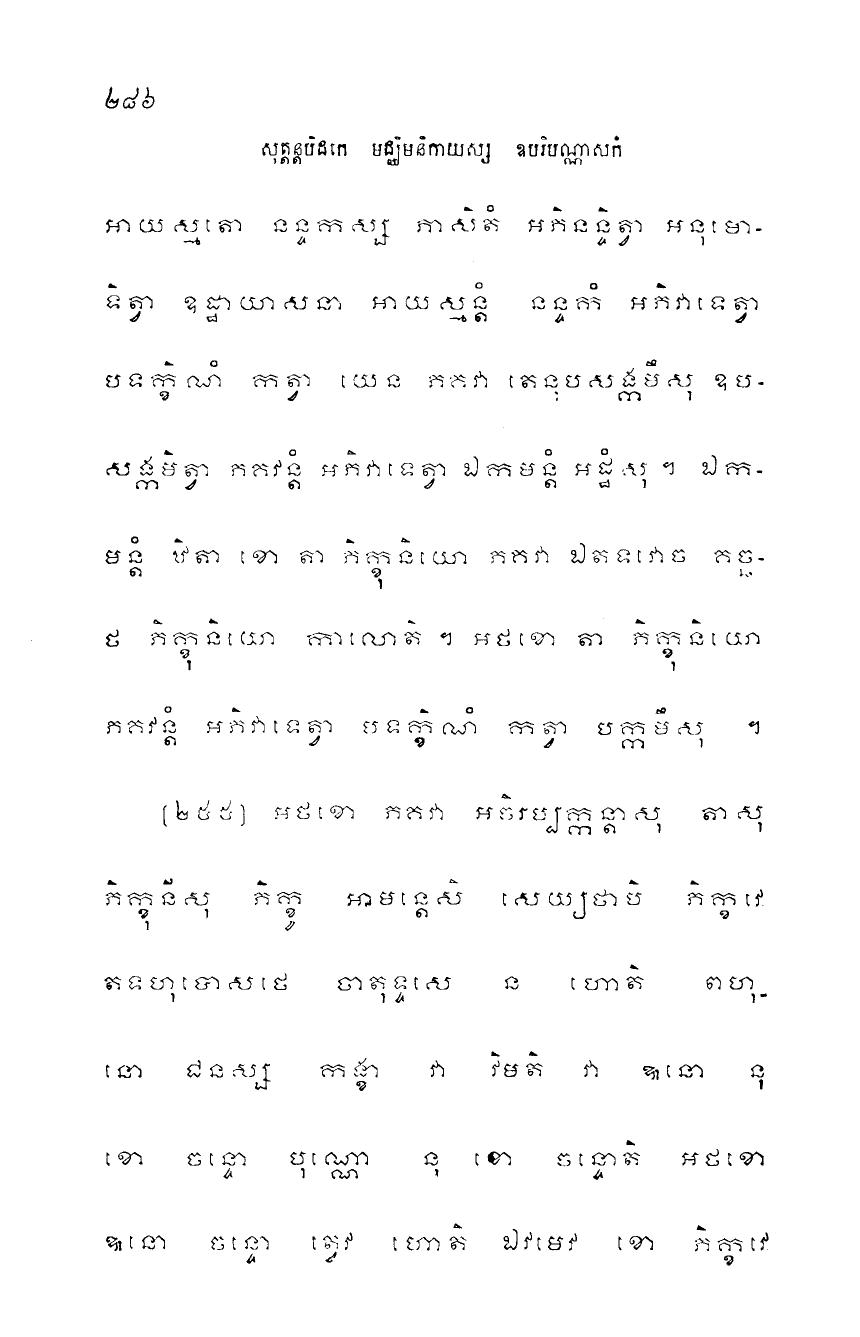 ២៨៦
សុត្តន្តបិដកេ មជ្ឈិមនិកាយស្ស ឧបរិបណ្ណាសកំ
អាយស្មតោ នន្ទកស្ស ភាសិតំ អភិនន្ទិត្វា អនុមោ-
ទិត្វា ឧដ្ឋាយាសនា អាយស្មន្តំ នន្ទកំ អភិវាទេត្វា
បទក្ខិណំ កត្វា យេន ភគវា តេនុបសង្កមឹសុ ឧប-
សង្កមិត្វា ភគវន្តំ អភិវាទេត្វា ឯកមន្តំ អដ្ឋំសុ ។ ឯក-
មន្តំ ឋិតា ខោ តា ភិក្ខុនិយោ ភគវា ឯតទវោច គច្ឆ-
ថ ភិក្ខុនិយោ កាលោតិ ។ អថខោ តា ភិក្ខុនិយោ
ភគវន្តំ អភិវាទេត្វា បទក្ខិណំ កត្វា បក្កមឹសុ ។
[២៥៥] អថខោ ភគវា អចិរប្បក្កន្តាសុ តាសុ
ភិក្ខុនីសុ ភិក្ខូ អាមន្តេសិ សេយ្យថាបិ ភិក្ខវេ
តទហុបោសថេ ចាតុទ្ទសេ ន ហោតិ ពហុ-
នោ ជនស្ស កង្ខា វា វិមតិ វា ឩនោ នុ
ខោ ចន្ទោ បុណ្ណោ នុ ខោ ចន្ទោតិ អថខោ
ឩនោ ចន្ទោ ត្វេវ ហោតិ ឯវមេវ ខោ ភិក្ខវេ